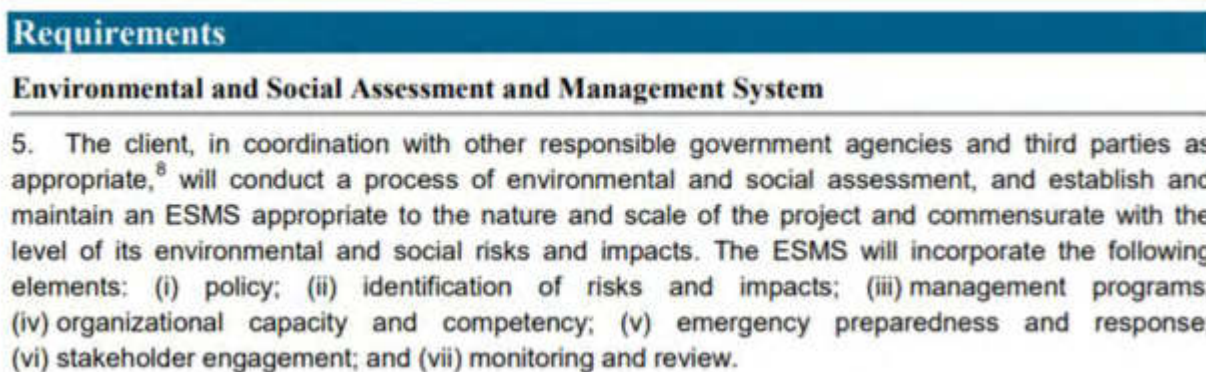 Requirements
Environmental and Social Assessment and Management System
5. The client, in coordination with other responsible government agencies and third parties as
appropriate,8 will conduct a process of environmental and social assessment, and establish and
maintain an ESMS appropriate to the nature and scale of the project and commensurate with the
level of its environmental and social risks and impacts. The ESMS will incorporate the following
elements: (i) policy; (ii) identification of risks and impacts; (iii) management programs
(iv) organizational capacity and competency; (v) emergency preparedness and response
(vi) stakeholder engagement; and (vii) monitoring and review.